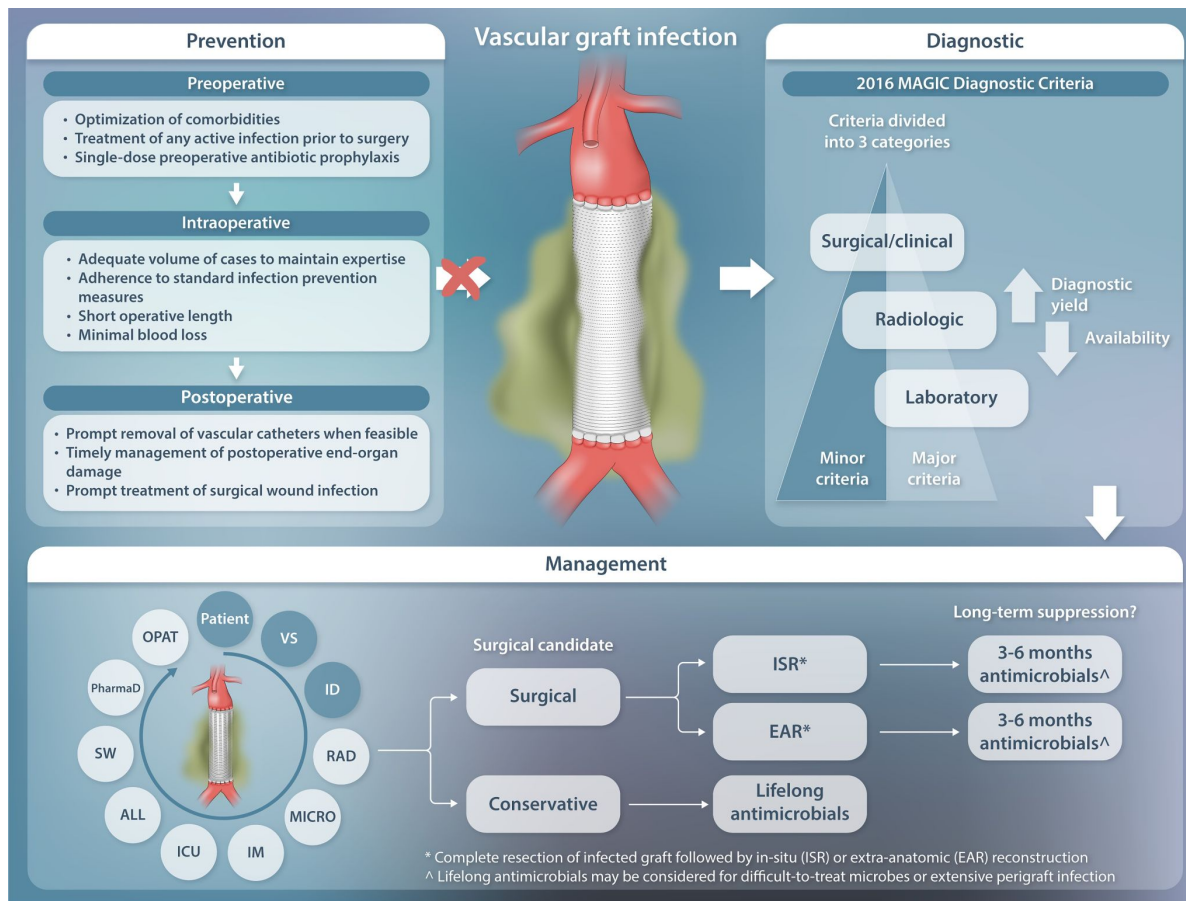 Vascular graft infection
Prevention
Preoperative
• Optimization of comorbidities
• Treatment of any active infection prior to surgery
• Single-dose preoperative antibiotic prophylaxis
Intraoperative
• Adequate volume of cases to maintain expertise
• Adherence to standard infection prevention
measures
• Short operative length
• Minimal blood loss
Postoperative
• Prompt removal of vascular catheters when feasible
• Timely management of postoperative end-organ
damage
• Prompt treatment of surgical wound infection
Diagnostic
2016 MAGIC Diagnostic Criteria
Criteria divided
into 3 categories
Surgical/clinical
Radiologic
Laboratory
Diagnostic
yield
Availability
Minor
criteria
Major
criteria
Management
Patient
VS
ID
RAD
MICRO
IM
ICU
ALL
SW
PharmaD
OPAT
Surgical candidate
Surgical
Conservative
ISR*
EAR*
Lifelong
antimicrobials
Long-term suppression?
3-6 months
antimicrobials^
3-6 months
antimicrobials^
* Complete resection of infected graft followed by in-situ (ISR) or extra-anatomic (EAR) reconstruction
^ Lifelong antimicrobials may be considered for difficult-to-treat microbes or extensive perigraft infection